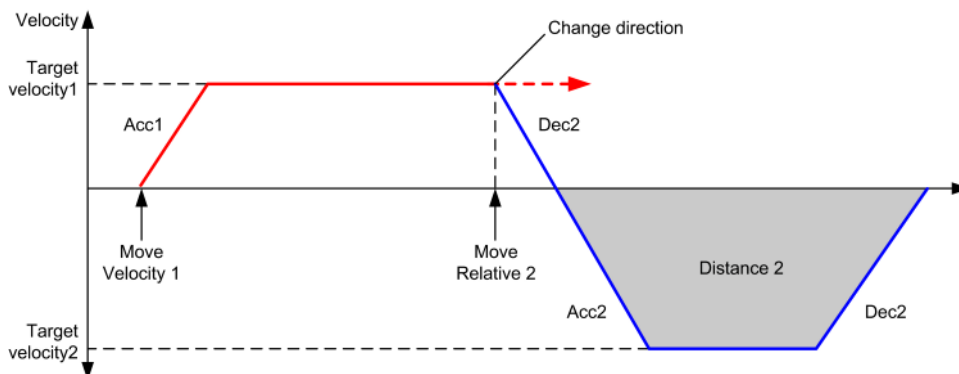 Velocity
Change direction
Target
velocity1
Acc1
Dec2
Move
Velocity 1
Move
Relative 2
Distance 2
Acc2
Dec2
Target
velocity2